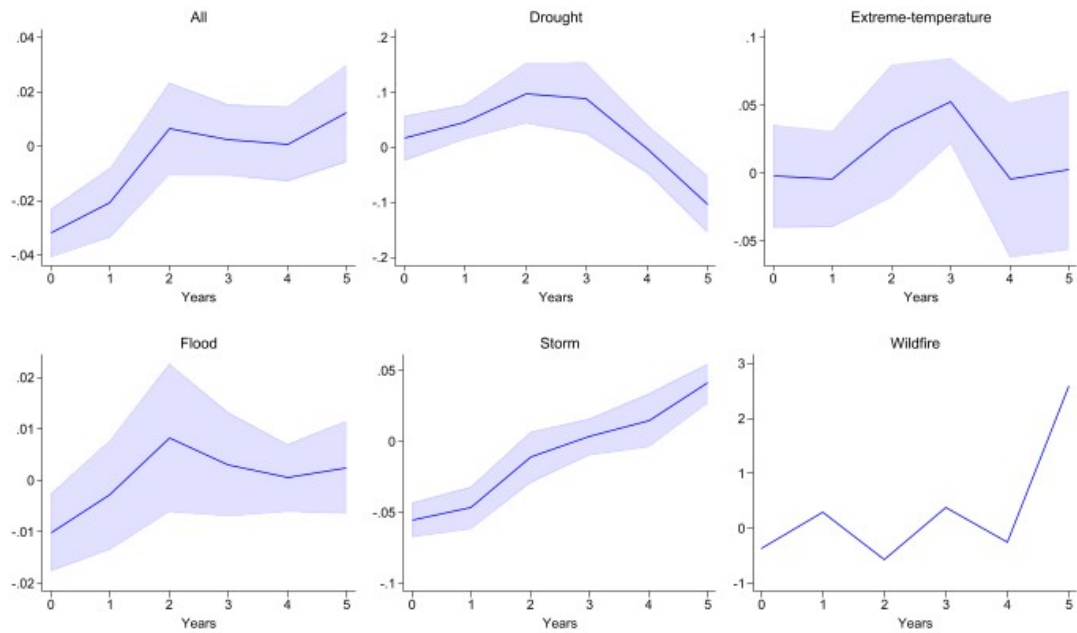 All
.04
.02
0
-.02
-.04
0 1 2 3 4 5
Years
Drought
.2
.1
0
-.1
-.2
0 1 2 3 4 5
Years
Extreme-temperature
.1
.05
0
-.05
0 1 2 3 4 5
Years
Flood
.02
.01
0
-.01
-.02
0 1 2 3 4 5
Years
Storm
.05
0
-.05
-.1
0 1 2 3 4 5
Years
Wildfire
3
2
1
0
-1
0 1 2 3 4 5
Years